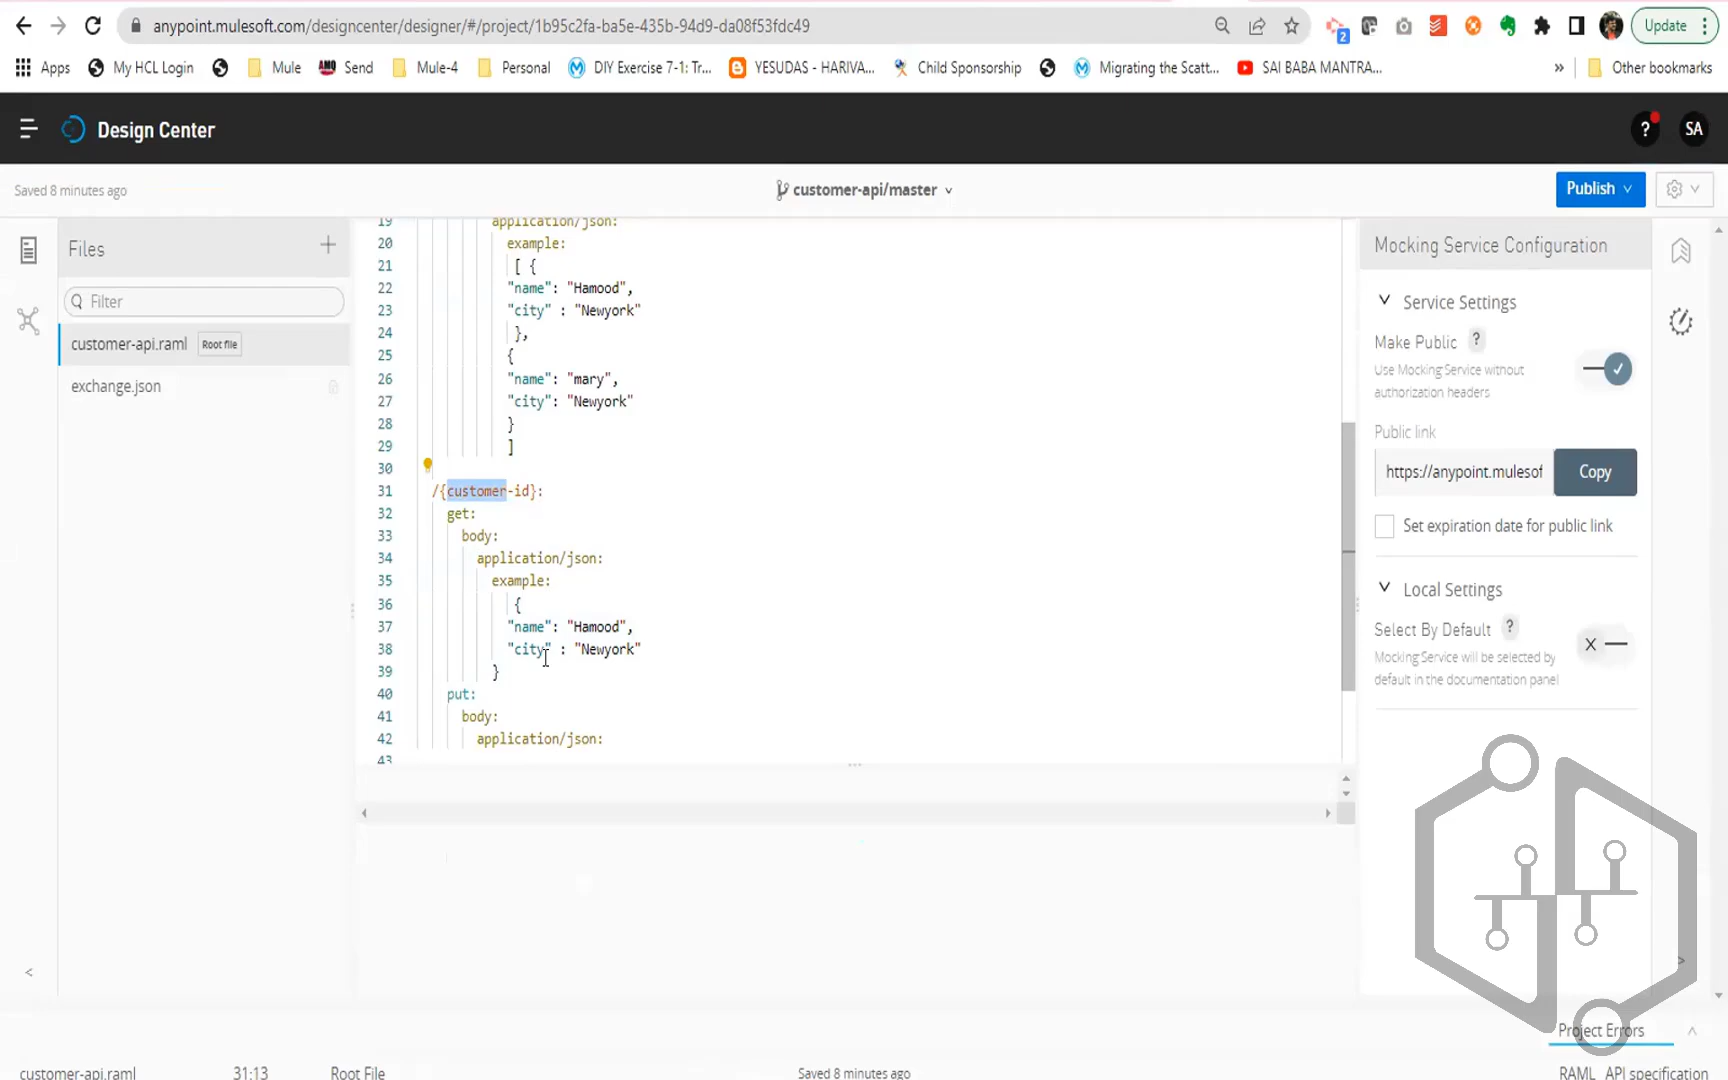 anypoint.mulesoft.com/designcenter/designer/#/project/1b95c2fa-ba5e-435b-94d9-da08f53fdc49
2
Update
Apps
My HCL Login
Mule
Send
Mule-4
Personal
DIY Exercise 7-1: Tr...
YESUDAS - HARIVA...
Child Sponsorship
Migrating the Scatt...
SAI BABA MANTRA...
»
Other bookmarks
Design Center
?
SA
Saved 8 minutes ago
customer-api/master
Publish
Files
Filter
customer-api.raml
Root file
exchange.json
19 application/json:
20 example:
21 [ {
22 "name": "Hamood",
23 "city" : "Newyork"
24 },
25 {
26 "name": "mary",
27 "city": "Newyork"
28 }
29 ]
30
31 /{customer-id}:
32 get:
33 body:
34 application/json:
35 example:
36 {
37 "name": "Hamood",
38 "city" : "Newyork"
39 }
40 put:
41 body:
42 application/json:
43
Mocking Service Configuration
Service Settings
Make Public ?
Use Mocking Service without
authorization headers
Public link
https://anypoint.mulesof
Copy
Set expiration date for public link
Local Settings
Select By Default ?
X
Mocking Service will be selected by
default in the documentation panel
Project Errors
customer-api.raml
31:13
Root File
Saved 8 minutes ago
RAML
API specification